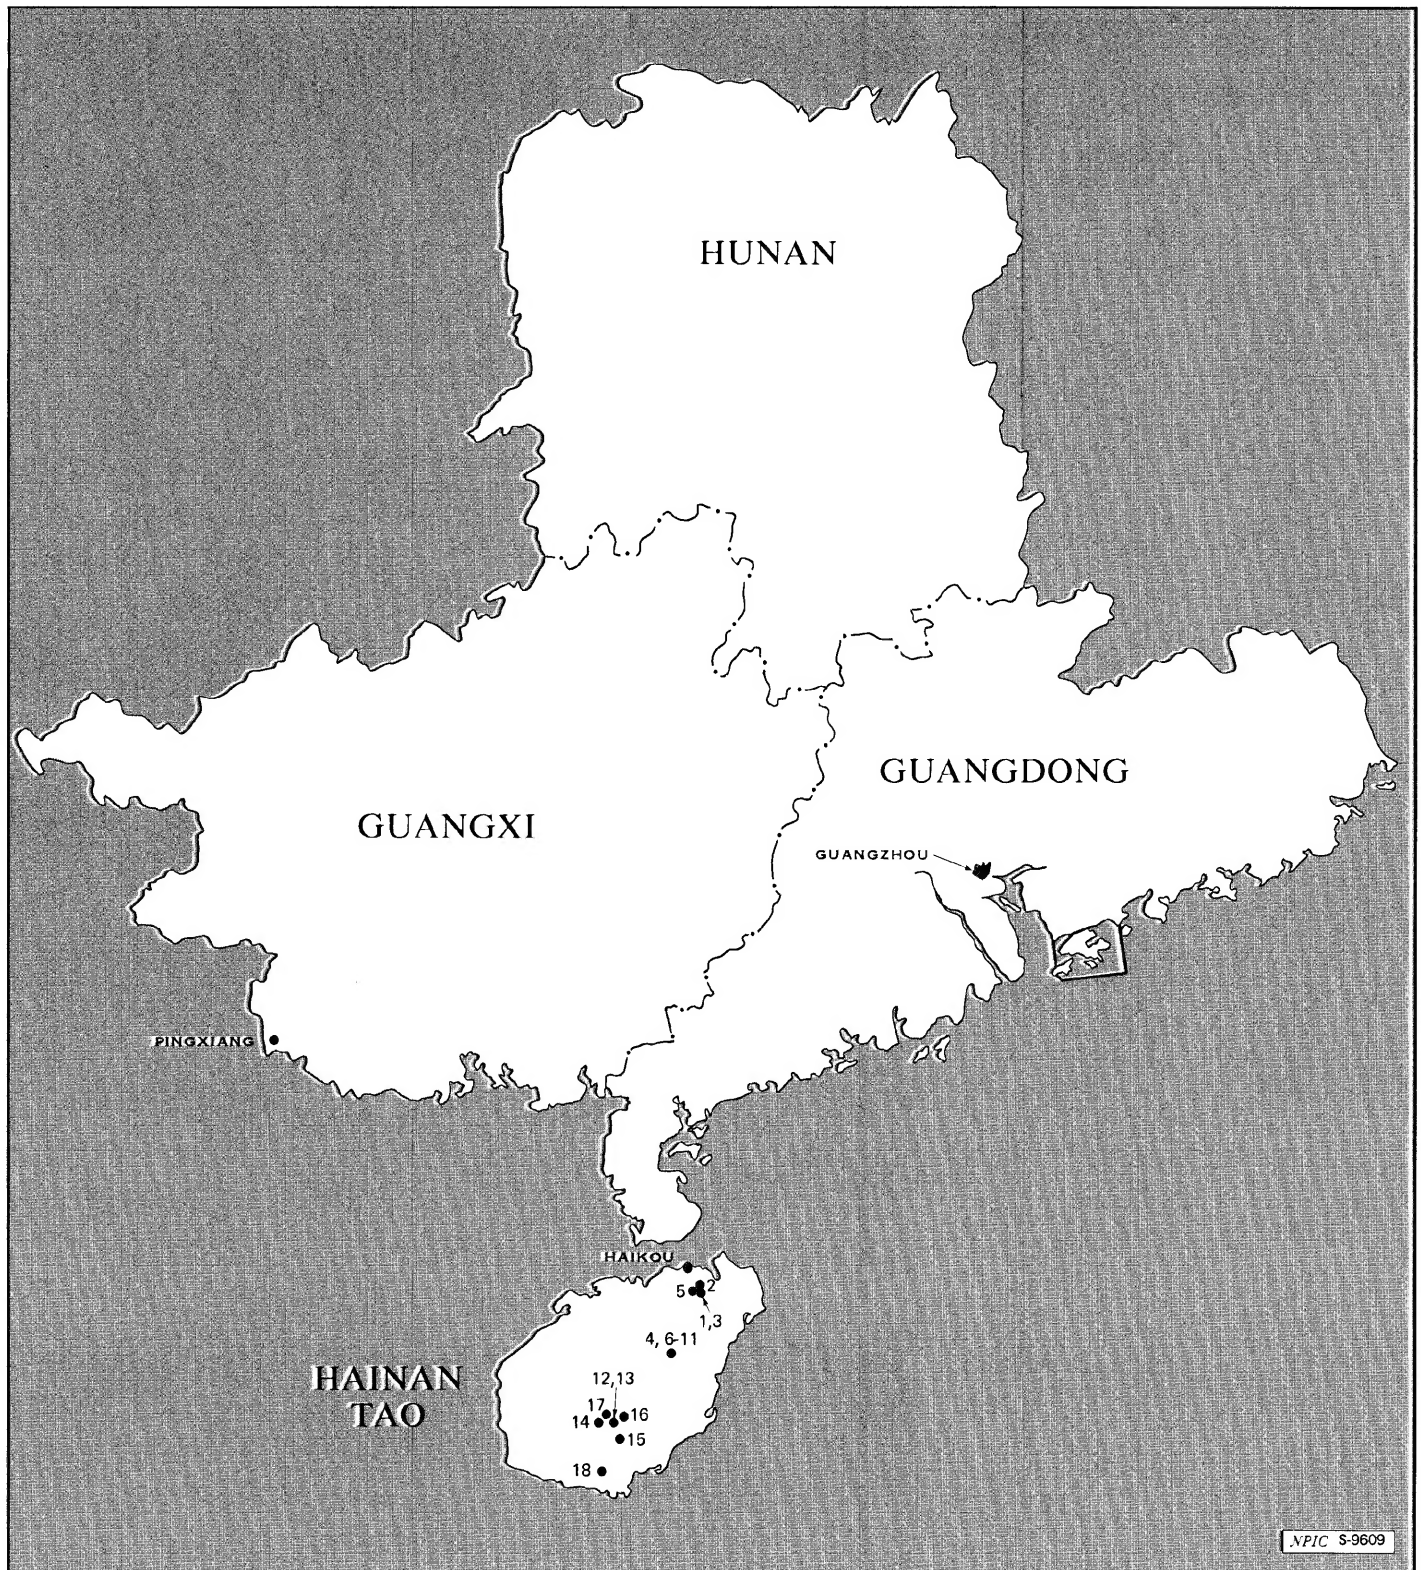 HUNAN
GUANGDONG
GUANGXI
GUANGZHOU
PINGXIANG
HAIKOU
2
5
1,3
4, 6-11
HAINAN
TAO
12,13
17
16
14
15
18
NPIC S-9609